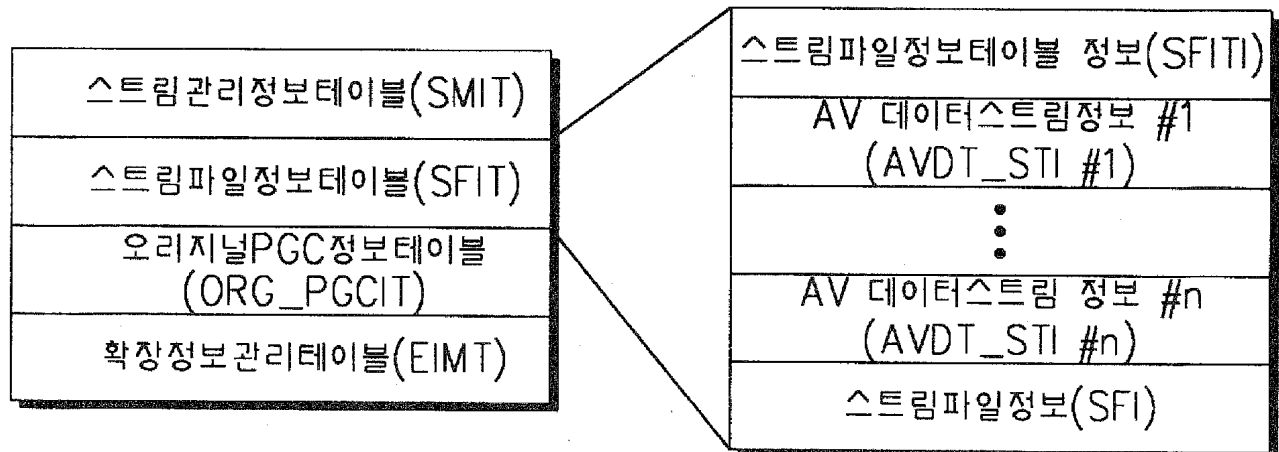 스트림관리정보테이블(SMIT)
스트림파일정보테이블(SFIT)
오리지널PGC정보테이블
(ORG_PGCIT)
확장정보관리테이블(EIMT)
스트림파일정보테이블 정보(SFITI)
AV 데이터스트림정보 #1
(AVDT_STI #1)
AV 데이터스트림 정보 #n
(AVDT_STI #n)
스트림파일정보(SFI)